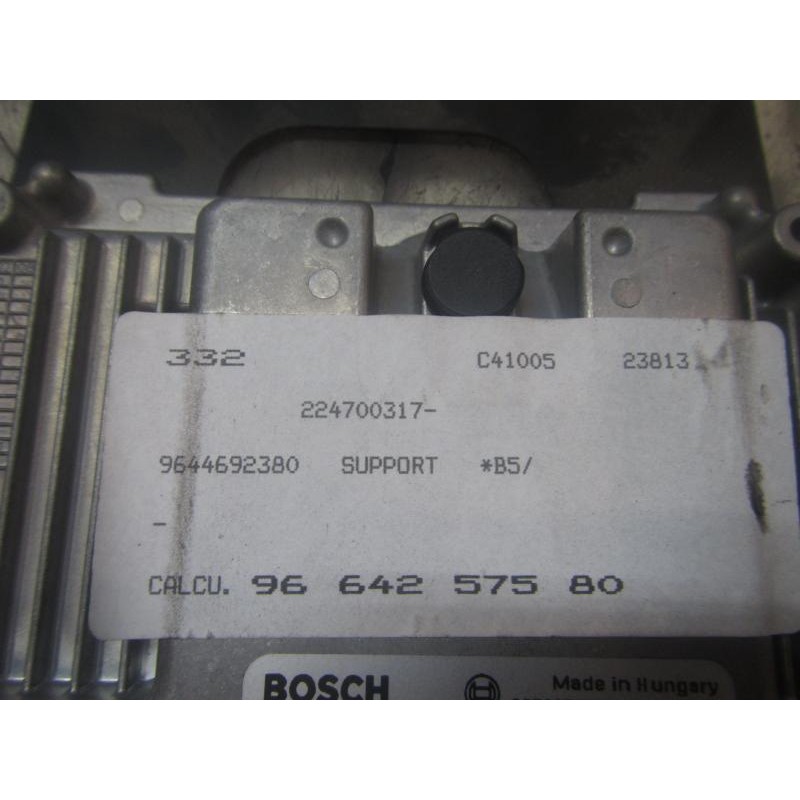 332 C41005 23813
224700317-
9644692380 SUPPORT *B5/
-
CALCU. 96 642 575 80
BOSCH Made in Hungary